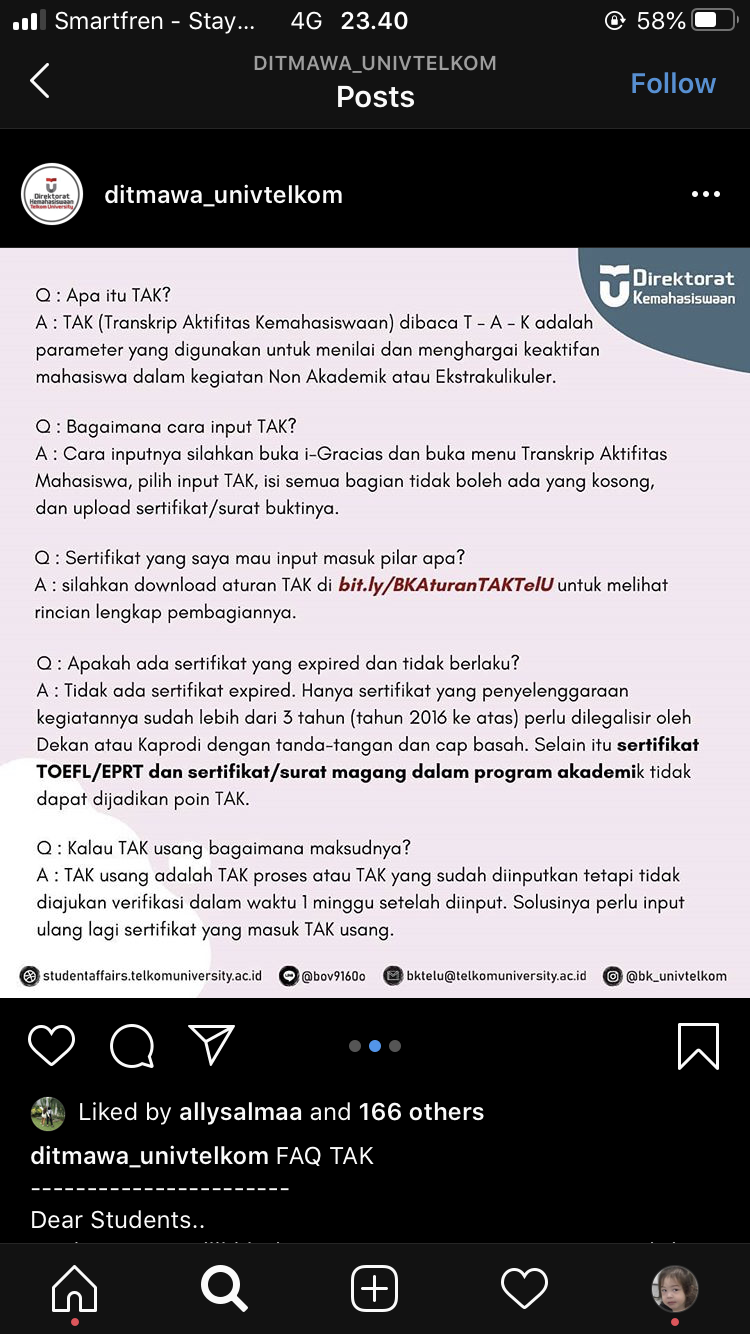 Smartfren - Stay... 4G 23.40 58%
DITMAWA_UNIVTELKOM
Posts
Follow
Direktorat
Kemahasiswaan
Telkom University
ditmawa_univtelkom
Direktorat
Kemahasiswaan
Q : Apa itu TAK?
A : TAK (Transkrip Aktifitas Kemahasiswaan) dibaca T - A - K adalah
parameter yang digunakan untuk menilai dan menghargai keaktifan
mahasiswa dalam kegiatan Non Akademik atau Ekstrakulikuler.
Q : Bagaimana cara input TAK?
A : Cara inputnya silahkan buka i-Gracias dan buka menu Transkrip Aktifitas
Mahasiswa, pilih input TAK, isi semua bagian tidak boleh ada yang kosong,
dan upload sertifikat/surat buktinya.
Q : Sertifikat yang saya mau input masuk pilar apa?
A : silahkan download aturan TAK di bit.ly/BKAturanTAKTelU untuk melihat
rincian lengkap pembagiannya.
Q : Apakah ada sertifikat yang expired dan tidak berlaku?
A : Tidak ada sertifikat expired. Hanya sertifikat yang penyelenggaraan
kegiatannya sudah lebih dari 3 tahun (tahun 2016 ke atas) perlu dilegalisir oleh
Dekan atau Kaprodi dengan tanda-tangan dan cap basah. Selain itu sertifikat
TOEFL/EPRT dan sertifikat/surat magang dalam program akademik tidak
dapat dijadikan poin TAK.
Q : Kalau TAK usang bagaimana maksudnya?
A : TAK usang adalah TAK proses atau TAK yang sudah diinputkan tetapi tidak
diajukan verifikasi dalam waktu 1 minggu setelah diinput. Solusinya perlu input
ulang lagi sertifikat yang masuk TAK usang.
studentaffairs.telkomuniversity.ac.id @bov9160o bktelu@telkomuniversity.ac.id @bk_univtelkom
Liked by allysalmaa and 166 others
ditmawa_univtelkom FAQ TAK
-----------------------
Dear Students..